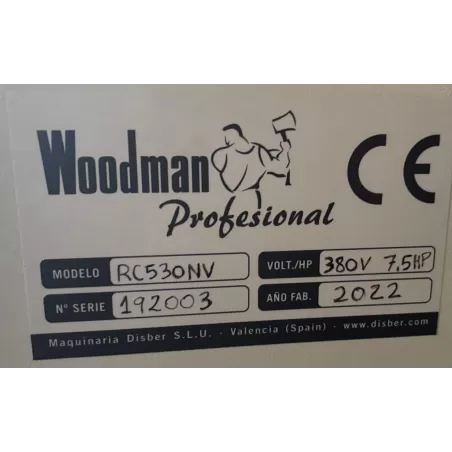 Woodman
Profesional
CE
MODELO RC530NV VOLT./HP 380V 7.5HP
Nº SERIE 192003 AÑO FAB. 2022
Maquinaria Disber S.L.U. - Valencia (Spain) - www.disber.com